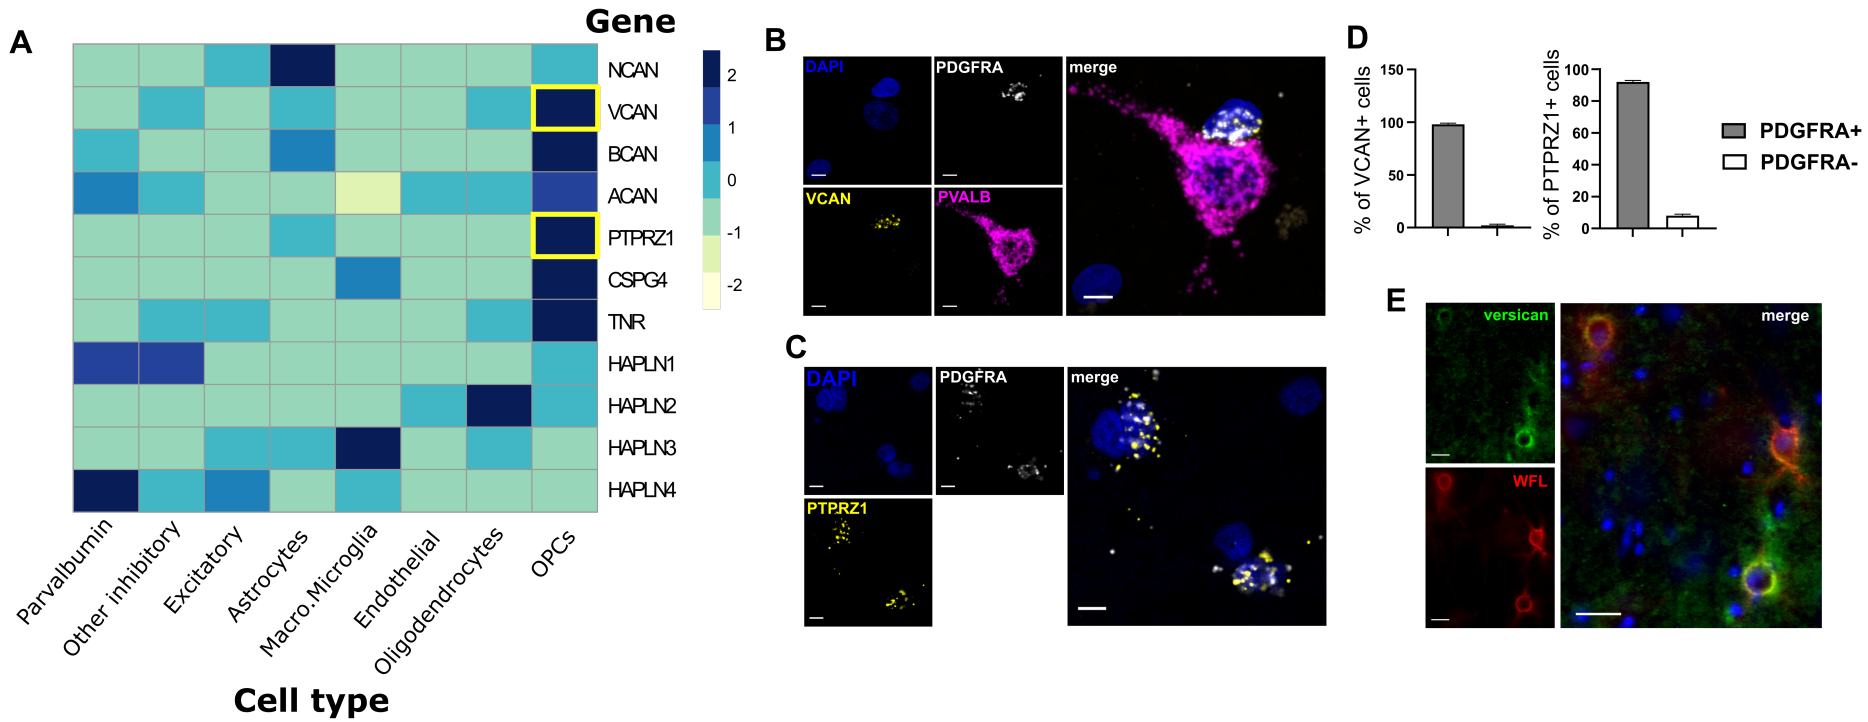 A
Gene
NCAN
VCAN
BCAN
ACAN
PTPRZ1
CSPG4
TNR
HAPLN1
HAPLN2
HAPLN3
HAPLN4
2
1
0
-1
-2
Parvalbumin
Other inhibitory
Excitatory
Astrocytes
Macro.Microglia
Endothelial
Oligodendrocytes
OPCs
Cell type
B
DAPI
PDGFRA
merge
VCAN
PVALB
C
DAPI
PDGFRA
merge
PTPRZ1
D
% of VCAN+ cells
150
100
50
0
% of PTPRZ1+ cells
100
80
60
40
20
0
PDGFRA+
PDGFRA-
E
versican
merge
WFL